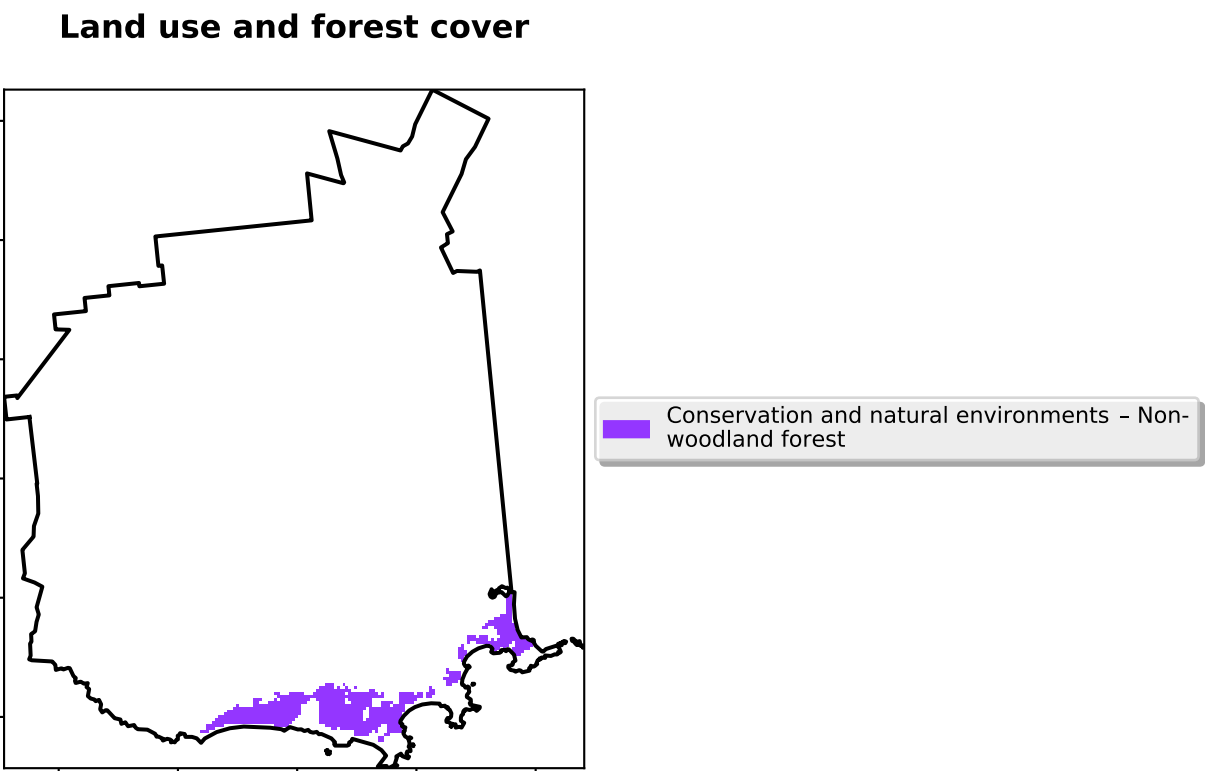 Land use and forest cover
Conservation and natural environments – Non-
woodland forest